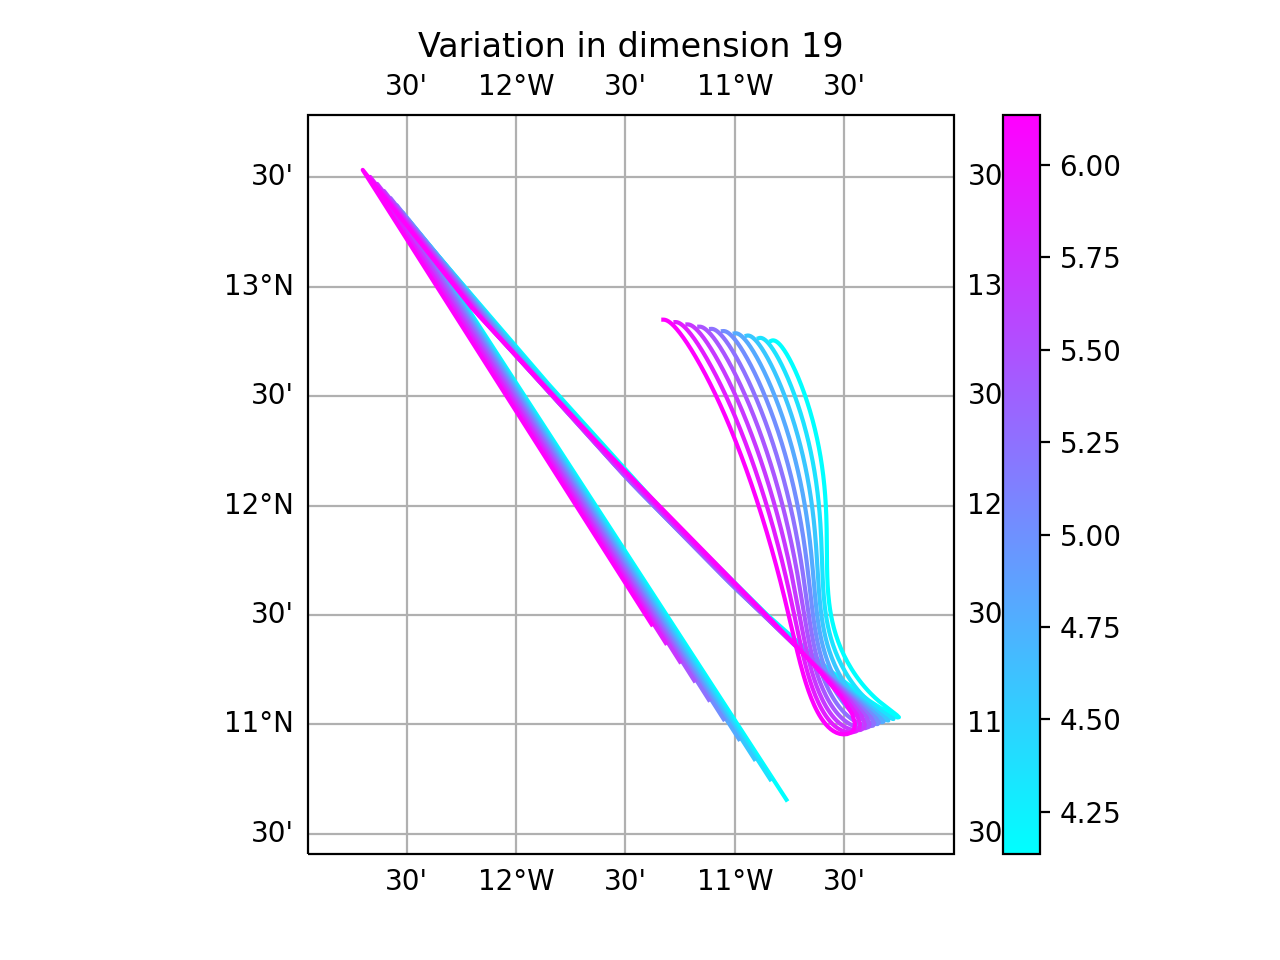 Variation in dimension 19
30' 12°W 30' 11°W 30'
30' 30 6.00
5.75
13°N 13
5.50
30' 30
5.25
12°N 12
5.00
30' 30
4.75
11°N 11 4.50
30' 30 4.25
30' 12°W 30' 11°W 30'